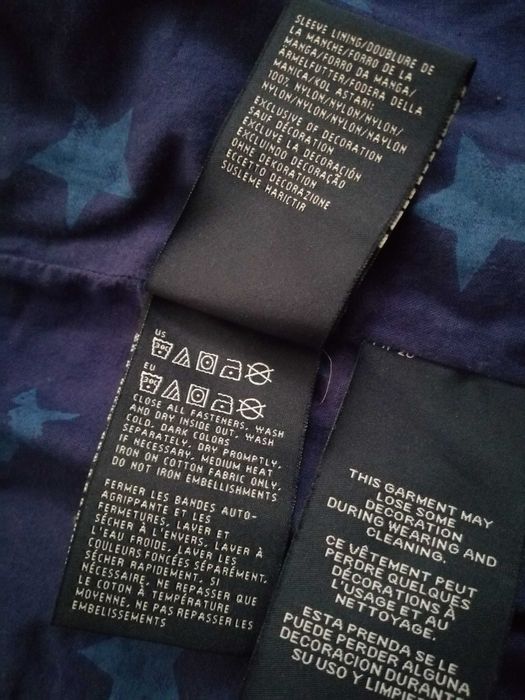 SLEEVE LINING/DOUBLURE DE
LA MANCHE/FORRO DE LA
MANGA/FORRO DA MANGA/
ÄRMELFUTTER/FODERA DELLA
MANICA/KOL ASTARI:
100% NYLON/NYLON/NYLON/
NYLON/NYLON/NYLON/NAYLON
EXCLUSIVE OF DECORATION
SAUF DÉCORATION
EXCLUYE LA DECORACIÓN
EXCLUINDO DECORAÇÃO
OHNE DEKORATION
ECCETTO DECORAZIONE
SÜSLEME HARİÇTİR
US
30C
EU
30C
CLOSE ALL FASTENERS, WASH
AND DRY INSIDE OUT, WASH
COLD, DARK COLORS
SEPARATELY, DRY PROMPTLY,
IF NECESSARY, MEDIUM HEAT
IRON ON COTTON FABRIC ONLY,
DO NOT IRON EMBELLISHMENTS
FERMER LES BANDES AUTO-
AGRIPPANTE ET LES
FERMETURES, LAVER ET
SÉCHER À L'ENVERS, LAVER À
L'EAU FROIDE, LAVER LES
COULEURS FONCÉES SÉPARÉMENT,
SÉCHER RAPIDEMENT, SI
NÉCESSAIRE, NE REPASSER QUE
LE COTON À TEMPÉRATURE
MOYENNE, NE PAS REPASSER LES
EMBELISSEMENTS
THIS GARMENT MAY
LOSE SOME
DECORATION
DURING WEARING AND
CLEANING.
CE VÊTEMENT PEUT
PERDRE QUELQUES
DÉCORATIONS À
L'USAGE ET AU
NETTOYAGE.
ESTA PRENDA SE LE
PUEDE PERDER ALGUNA
DECORACION DURANT
SU USO Y LIMPIE